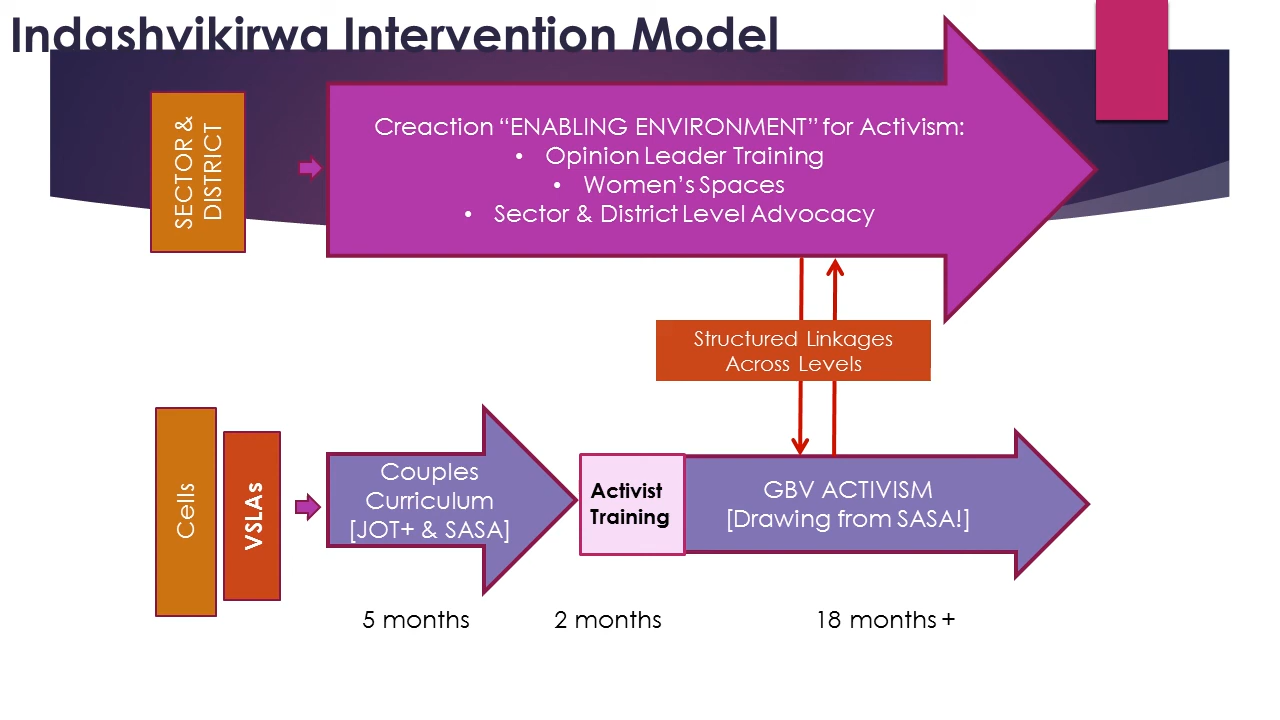 Indashyikirwa Intervention Model
SECTOR &
DISTRICT
Creaction “ENABLING ENVIRONMENT” for Activism:
• Opinion Leader Training
• Women’s Spaces
• Sector & District Level Advocacy
Structured Linkages
Across Levels
Cells
VSLAs
Couples
Curriculum
[JOT+ & SASA]
Activist
Training
GBV ACTIVISM
[Drawing from SASA!]
5 months
2 months
18 months +